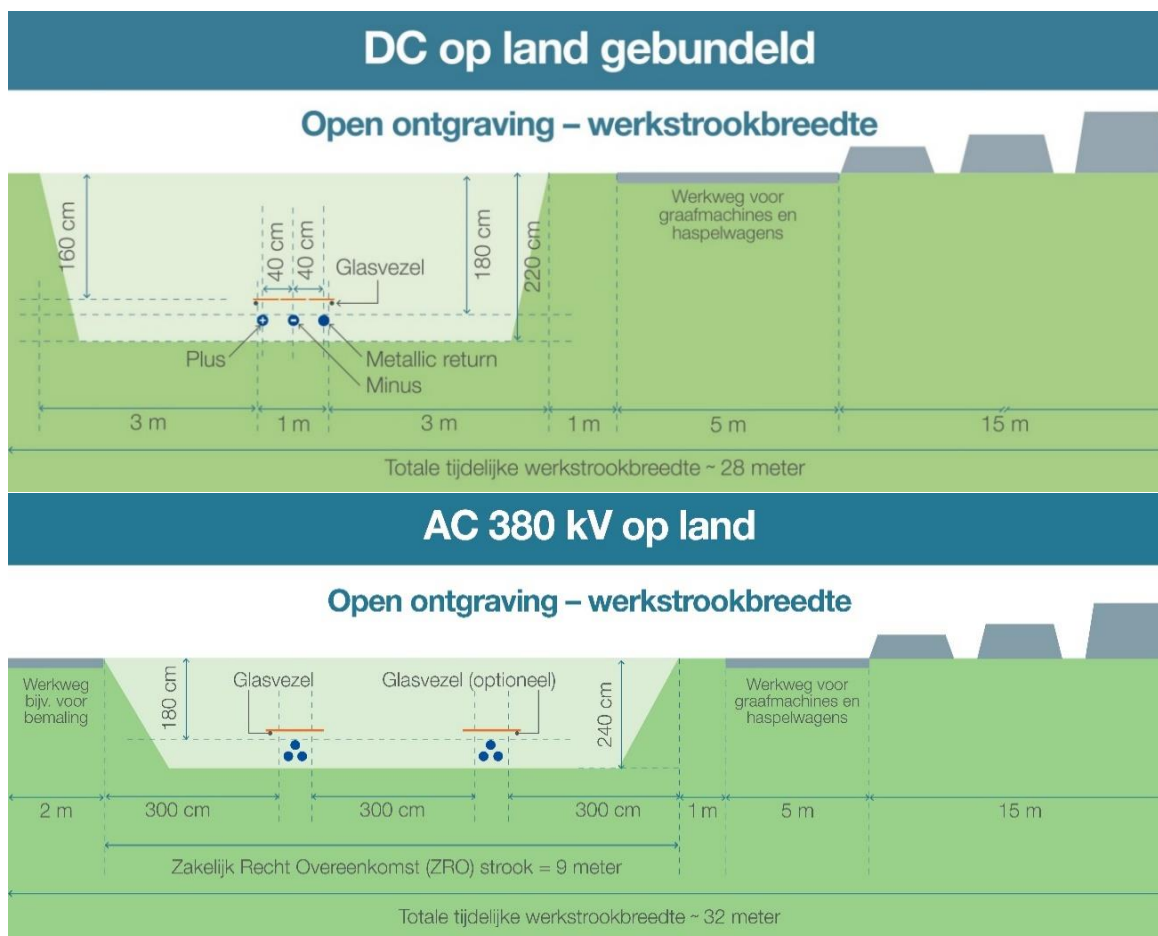 DC op land gebundeld
Open ontgraving – werkstrookbreedte
160 cm
40 cm
40 cm
Glasvezel
180 cm
220 cm
Werkweg voor
graafmachines en
haspelwagens
Plus
Metallic return
Minus
3 m
1 m
3 m
1 m
5 m
15 m
Totale tijdelijke werkstrookbreedte ~ 28 meter
AC 380 kV op land
Open ontgraving – werkstrookbreedte
Werkweg
bijv. voor
bemaling
180 cm
Glasvezel
Glasvezel (optioneel)
240 cm
Werkweg voor
graafmachines en
haspelwagens
2 m
300 cm
300 cm
300 cm
1 m
5 m
15 m
Zakelijk Recht Overeenkomst (ZRO) strook = 9 meter
Totale tijdelijke werkstrookbreedte ~ 32 meter